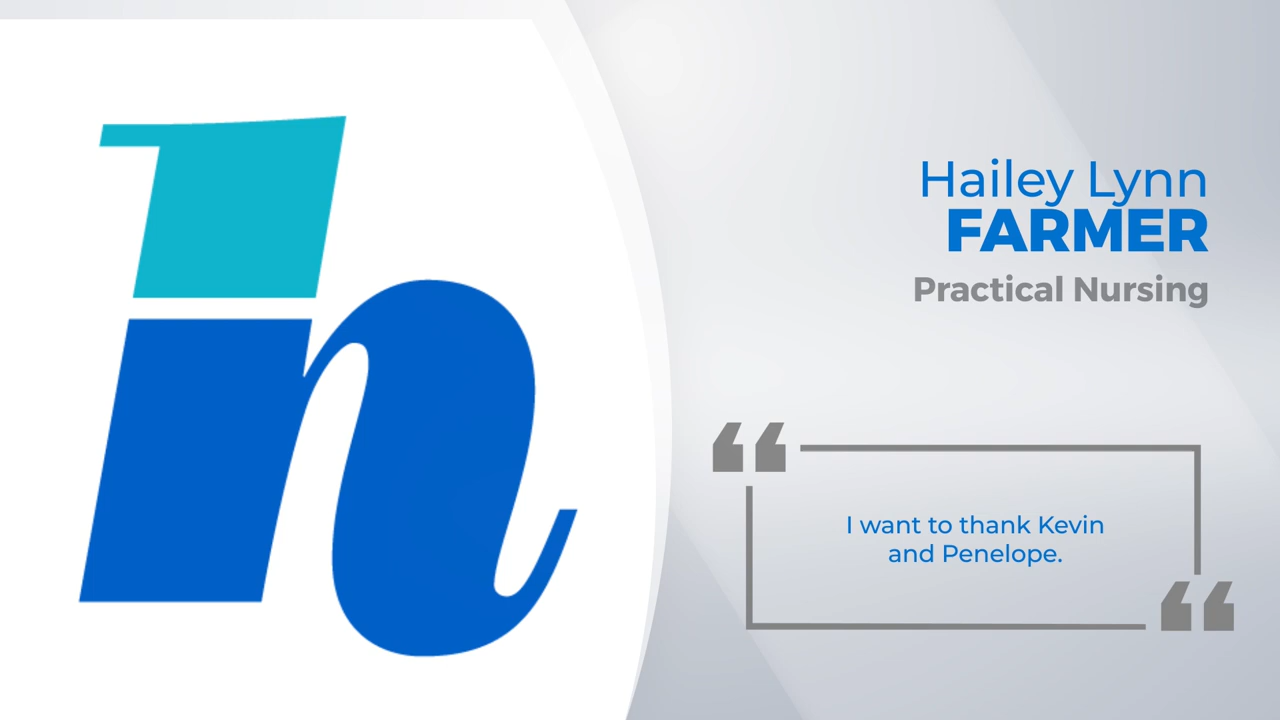 Hailey Lynn
FARMER
Practical Nursing
I want to thank Kevin
and Penelope.